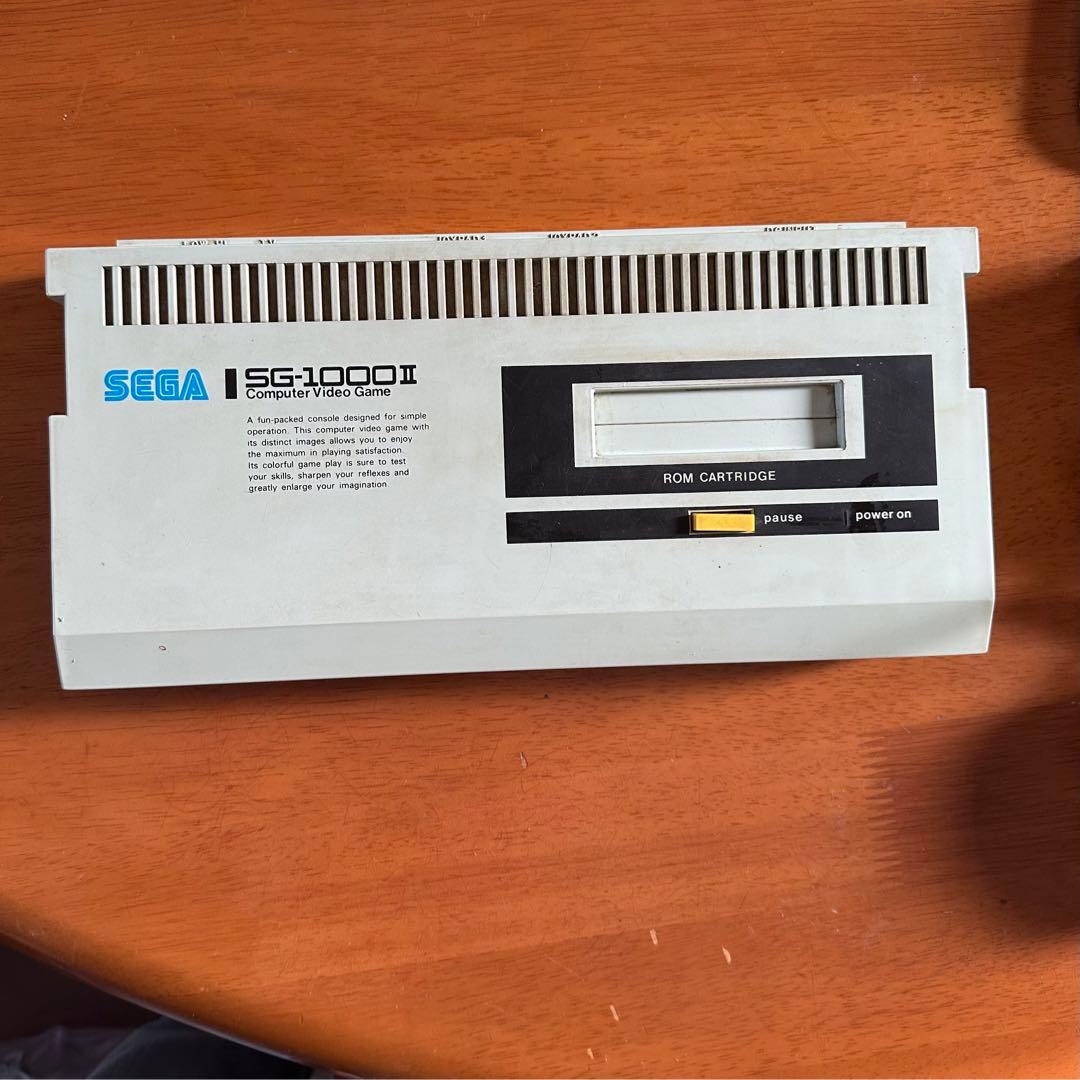 SEGA
SG-1000II
Computer Video Game
A fun-packed console designed for simple
operation. This computer video game with
its distinct images allows you to enjoy
the maximum in playing satisfaction.
Its colorful game play is sure to test
your skills, sharpen your reflexes and
greatly enlarge your imagination.
ROM CARTRIDGE
pause
power on